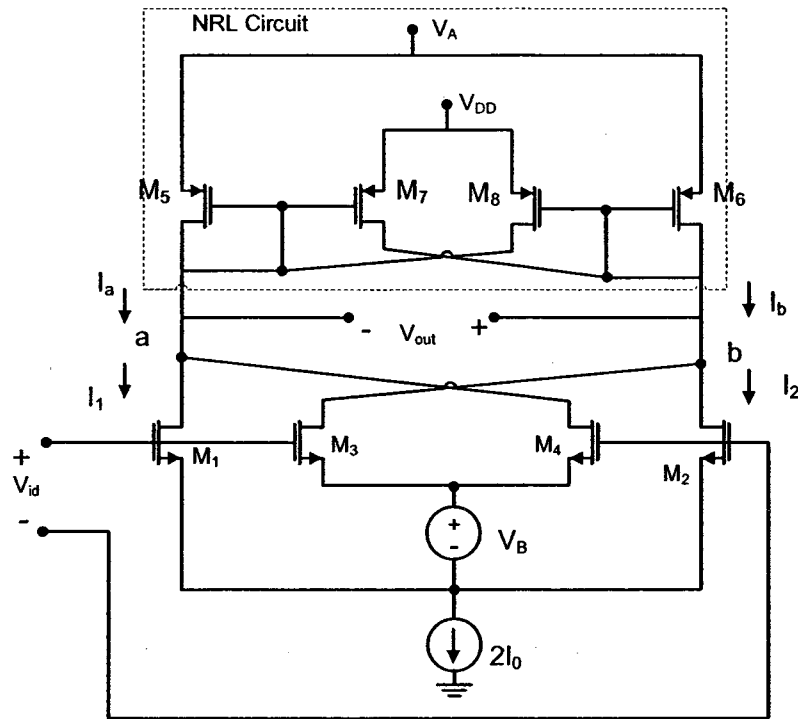 NRL Circuit
V_A
V_DD
M_5
M_7
M_8
M_6
I_a
I_b
- V_out +
a
b
I_1
I_2
+
V_id
-
M_1
M_3
M_4
M_2
+
-
V_B
2I_0